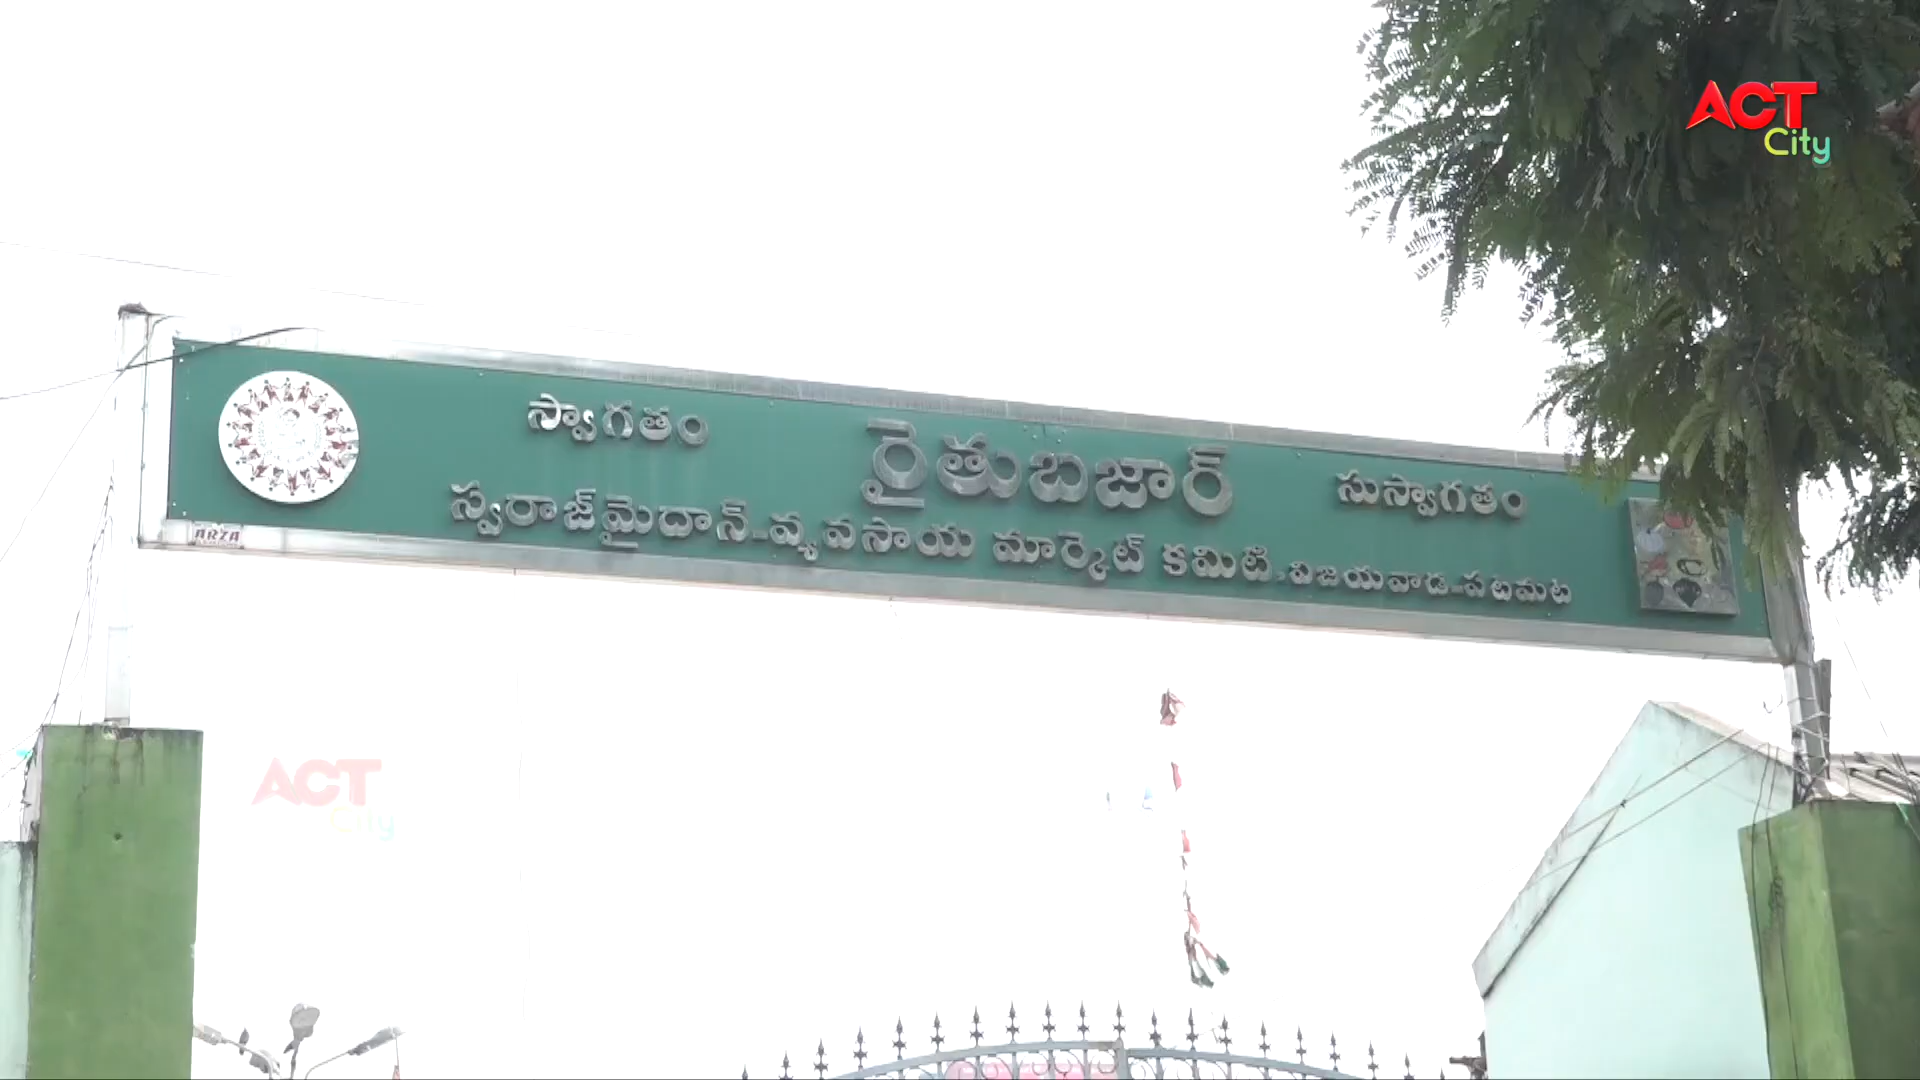 ACT
City
స్వాగతం రైతుబజార్ సుస్వాగతం
స్వరాజ్‌మైదాన్-వ్యవసాయ మార్కెట్ కమిటి, విజయవాడ-పటమట
ARZA
ACT
City